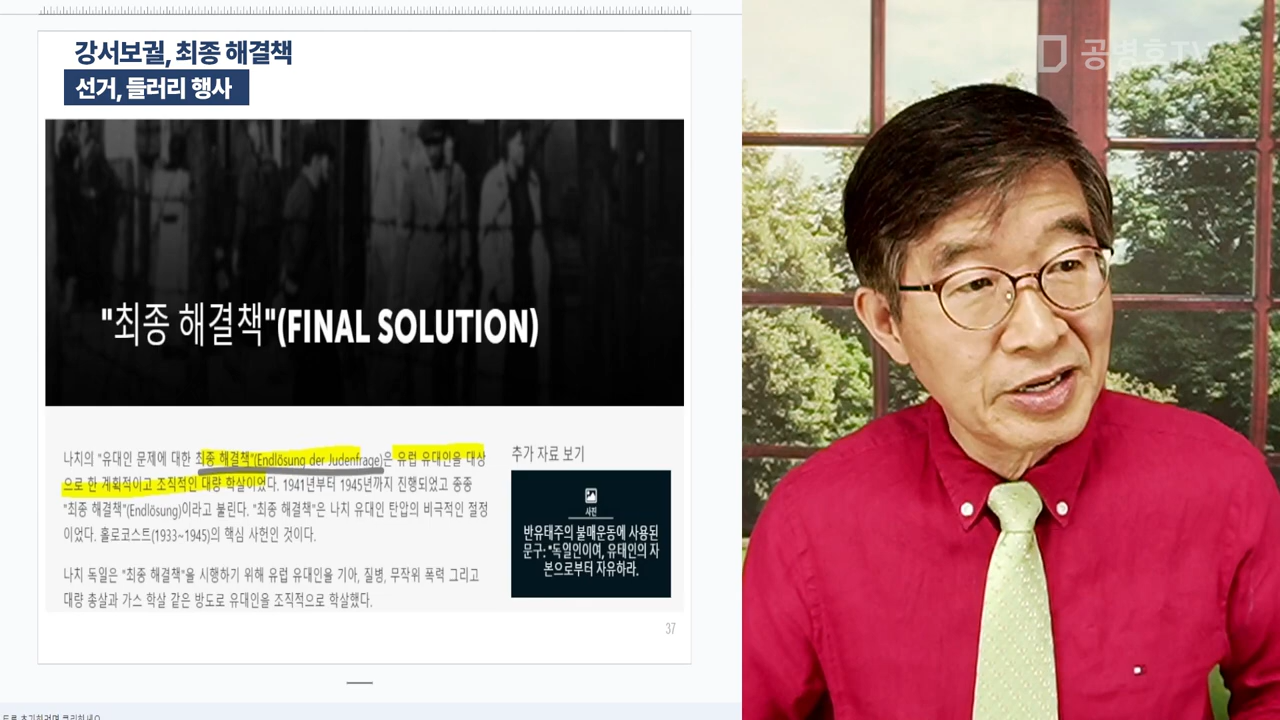 강서보궐, 최종 해결책
선거, 들러리 행사
공병호TV
"최종 해결책"(FINAL SOLUTION)
나치의 "유대인 문제에 대한 최종 해결책"(Endlösung der Judenfrage)은 유럽 유대인을 대상
으로 한 계획적이고 조직적인 대량 학살이었다. 1941년부터 1945년까지 진행되었고 종종
"최종 해결책"(Endlösung)이라고 불린다. "최종 해결책"은 나치 유대인 탄압의 비극적인 절정
이었다. 홀로코스트(1933~1945)의 핵심 사헌인 것이다.
나치 독일은 "최종 해결책"을 시행하기 위해 유럽 유대인을 기아, 질병, 무작위 폭력 그리고
대량 총살과 가스 학살 같은 방도로 유대인을 조직적으로 학살했다.
추가 자료 보기
사진
반유태주의 불매운동에 사용된
문구: "독일인이여, 유태인의 자
본으로부터 자유하라.
37